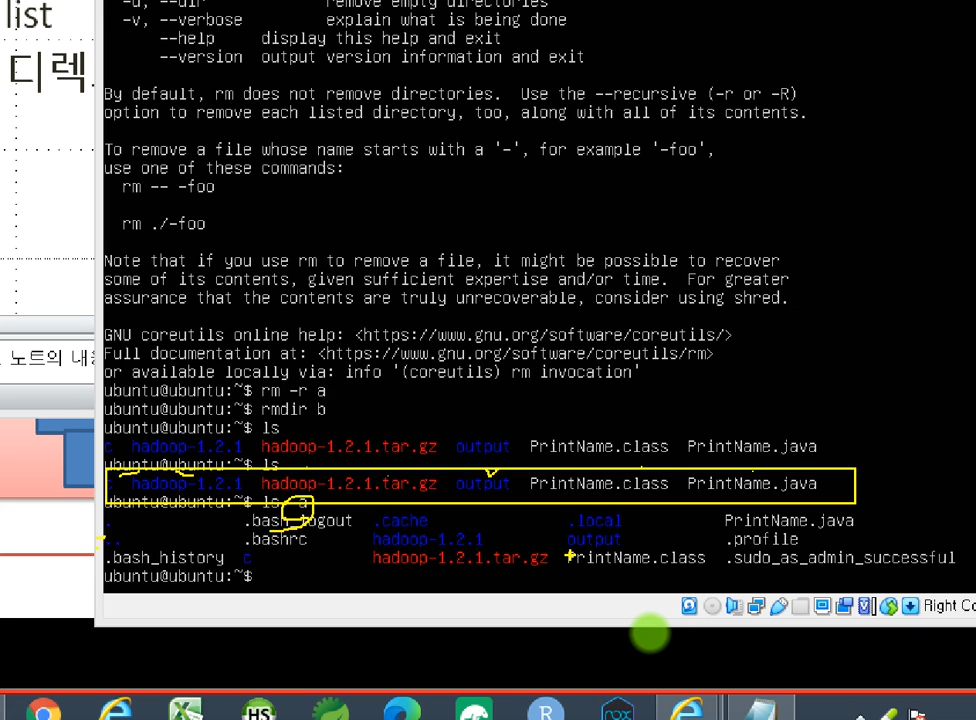 list
디렉
노트의 내용
-d, --dir remove empty directories
-v, --verbose explain what is being done
--help display this help and exit
--version output version information and exit
By default, rm does not remove directories. Use the --recursive (-r or -R)
option to remove each listed directory, too, along with all of its contents.
To remove a file whose name starts with a '-', for example '-foo',
use one of these commands:
rm -- -foo
rm ./-foo
Note that if you use rm to remove a file, it might be possible to recover
some of its contents, given sufficient expertise and/or time. For greater
assurance that the contents are truly unrecoverable, consider using shred.
GNU coreutils online help: <https://www.gnu.org/software/coreutils/>
Full documentation at: <https://www.gnu.org/software/coreutils/rm>
or available locally via: info '(coreutils) rm invocation'
ubuntu@ubuntu:~$ rm -r a
ubuntu@ubuntu:~$ rmdir b
ubuntu@ubuntu:~$ ls
c hadoop-1.2.1 hadoop-1.2.1.tar.gz output PrintName.class PrintName.java
ubuntu@ubuntu:~$ ls
c hadoop-1.2.1 hadoop-1.2.1.tar.gz output PrintName.class PrintName.java
ubuntu@ubuntu:~$ ls -a
. .bash_logout .cache .local PrintName.java
.. .bashrc hadoop-1.2.1 output .profile
.bash_history c hadoop-1.2.1.tar.gz PrintName.class .sudo_as_admin_successful
ubuntu@ubuntu:~$
Right
HS
R